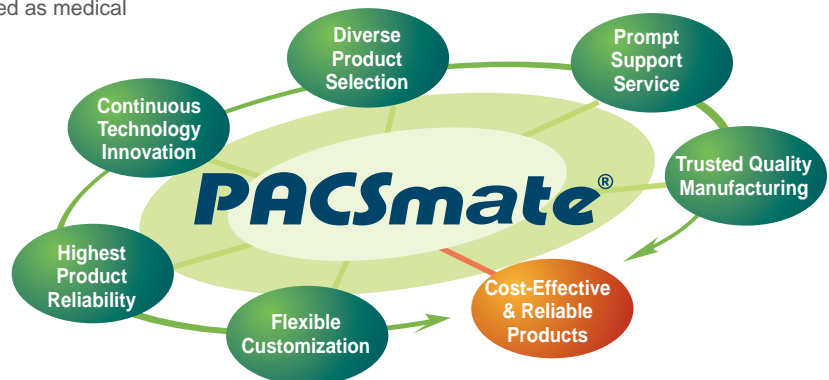 ed as medical
Diverse
Product
Selection
Prompt
Support
Service
Continuous
Technology
Innovation
Trusted Quality
Manufacturing
PACSmate®
Highest
Product
Reliability
Cost-Effective
& Reliable
Products
Flexible
Customization